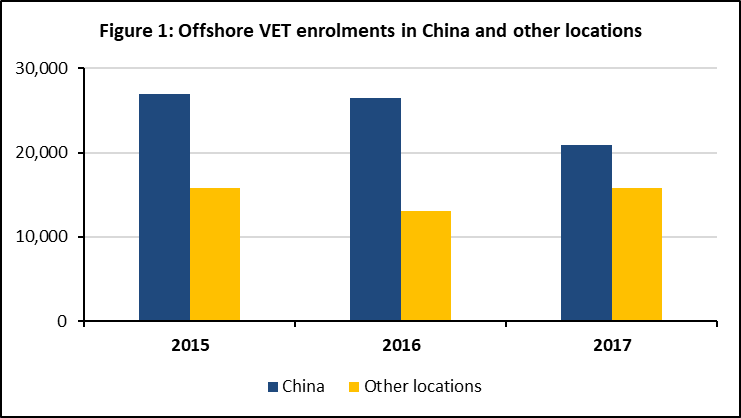 Figure 1: Offshore VET enrolments in China and other locations
30,000
20,000
10,000
0
2015 2016 2017
China Other locations